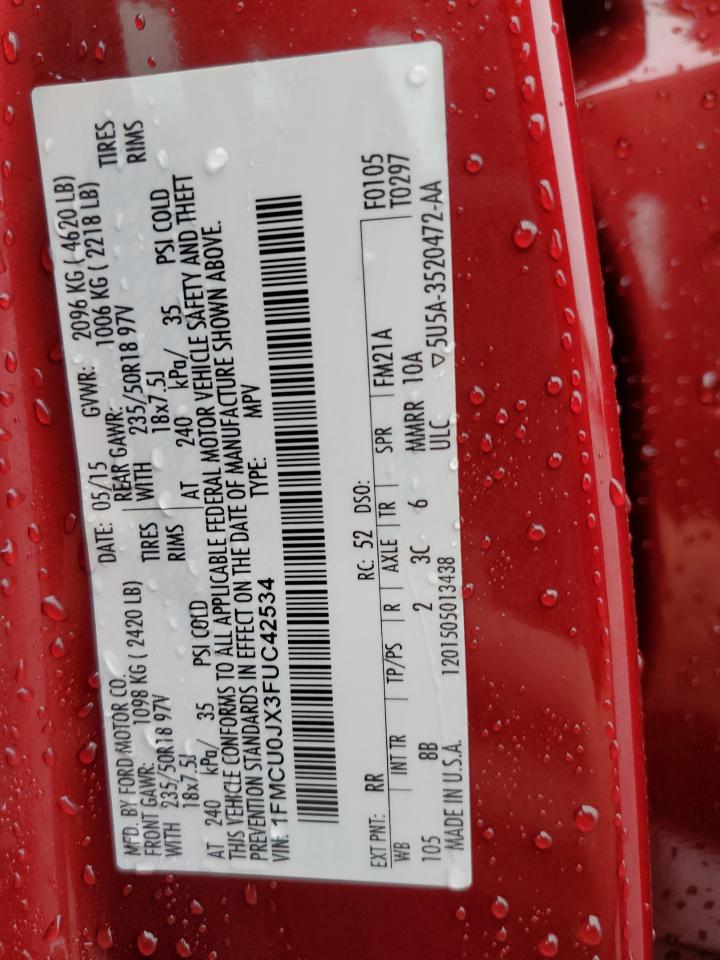 MFD. BY FORD MOTOR CO. DATE: 05/15 GVWR: 2096 KG ( 4620 LB)
FRONT GAWR: 1098 KG ( 2420 LB) REAR GAWR: 1006 KG ( 2218 LB)
WITH 235/50R18 97V TIRES WITH 235/50R18 97V TIRES
18x7.5J RIMS 18x7.5J RIMS
AT 240 kPa/ 35 PSI COLD AT 240 kPa/ 35 PSI COLD
THIS VEHICLE CONFORMS TO ALL APPLICABLE FEDERAL MOTOR VEHICLE SAFETY AND THEFT
PREVENTION STANDARDS IN EFFECT ON THE DATE OF MANUFACTURE SHOWN ABOVE.
VIN: 1FMCU0JX3FUC42534 TYPE: MPV
EXT PNT: RR RC: 52 DSO: F0105
WB INT TR TP/PS R AXLE TR SPR FM21A T0297
105 8B 2 3C 6 MMRR 10A
MADE IN U.S.A. 1201505013438 ULC ▽5U5A-3520472-AA